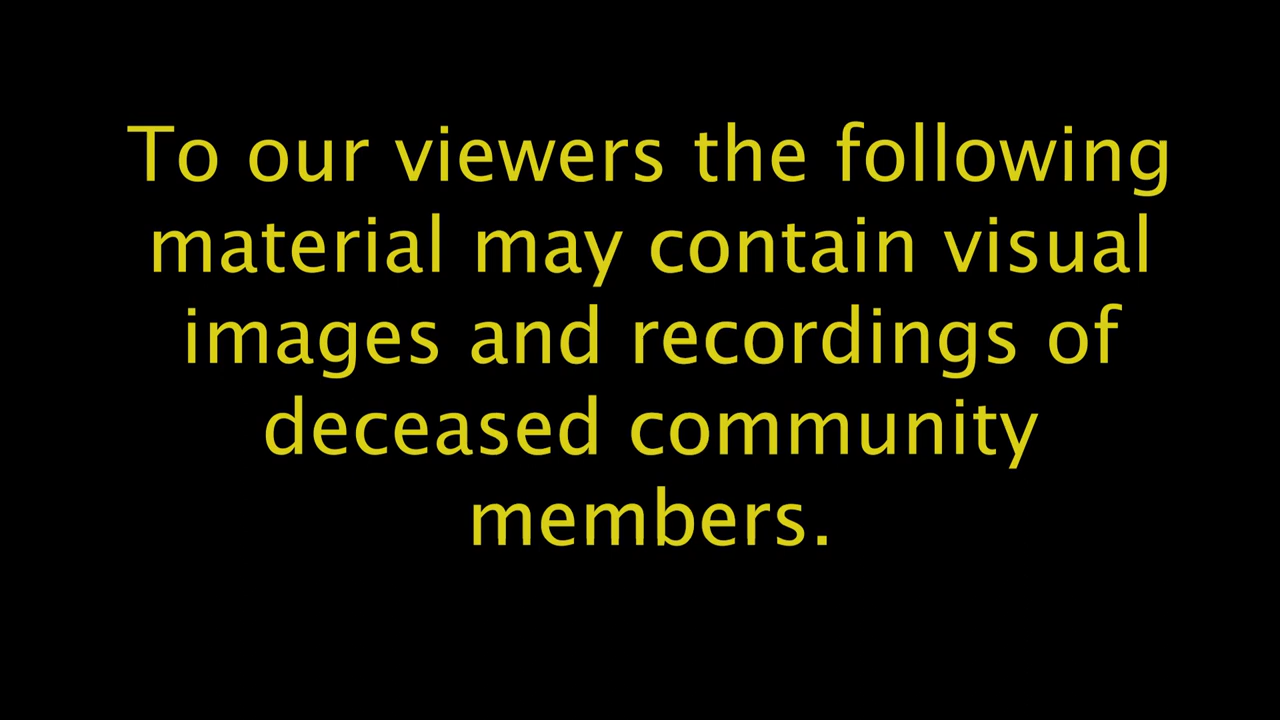 To our viewers the following
material may contain visual
images and recordings of
deceased community
members.